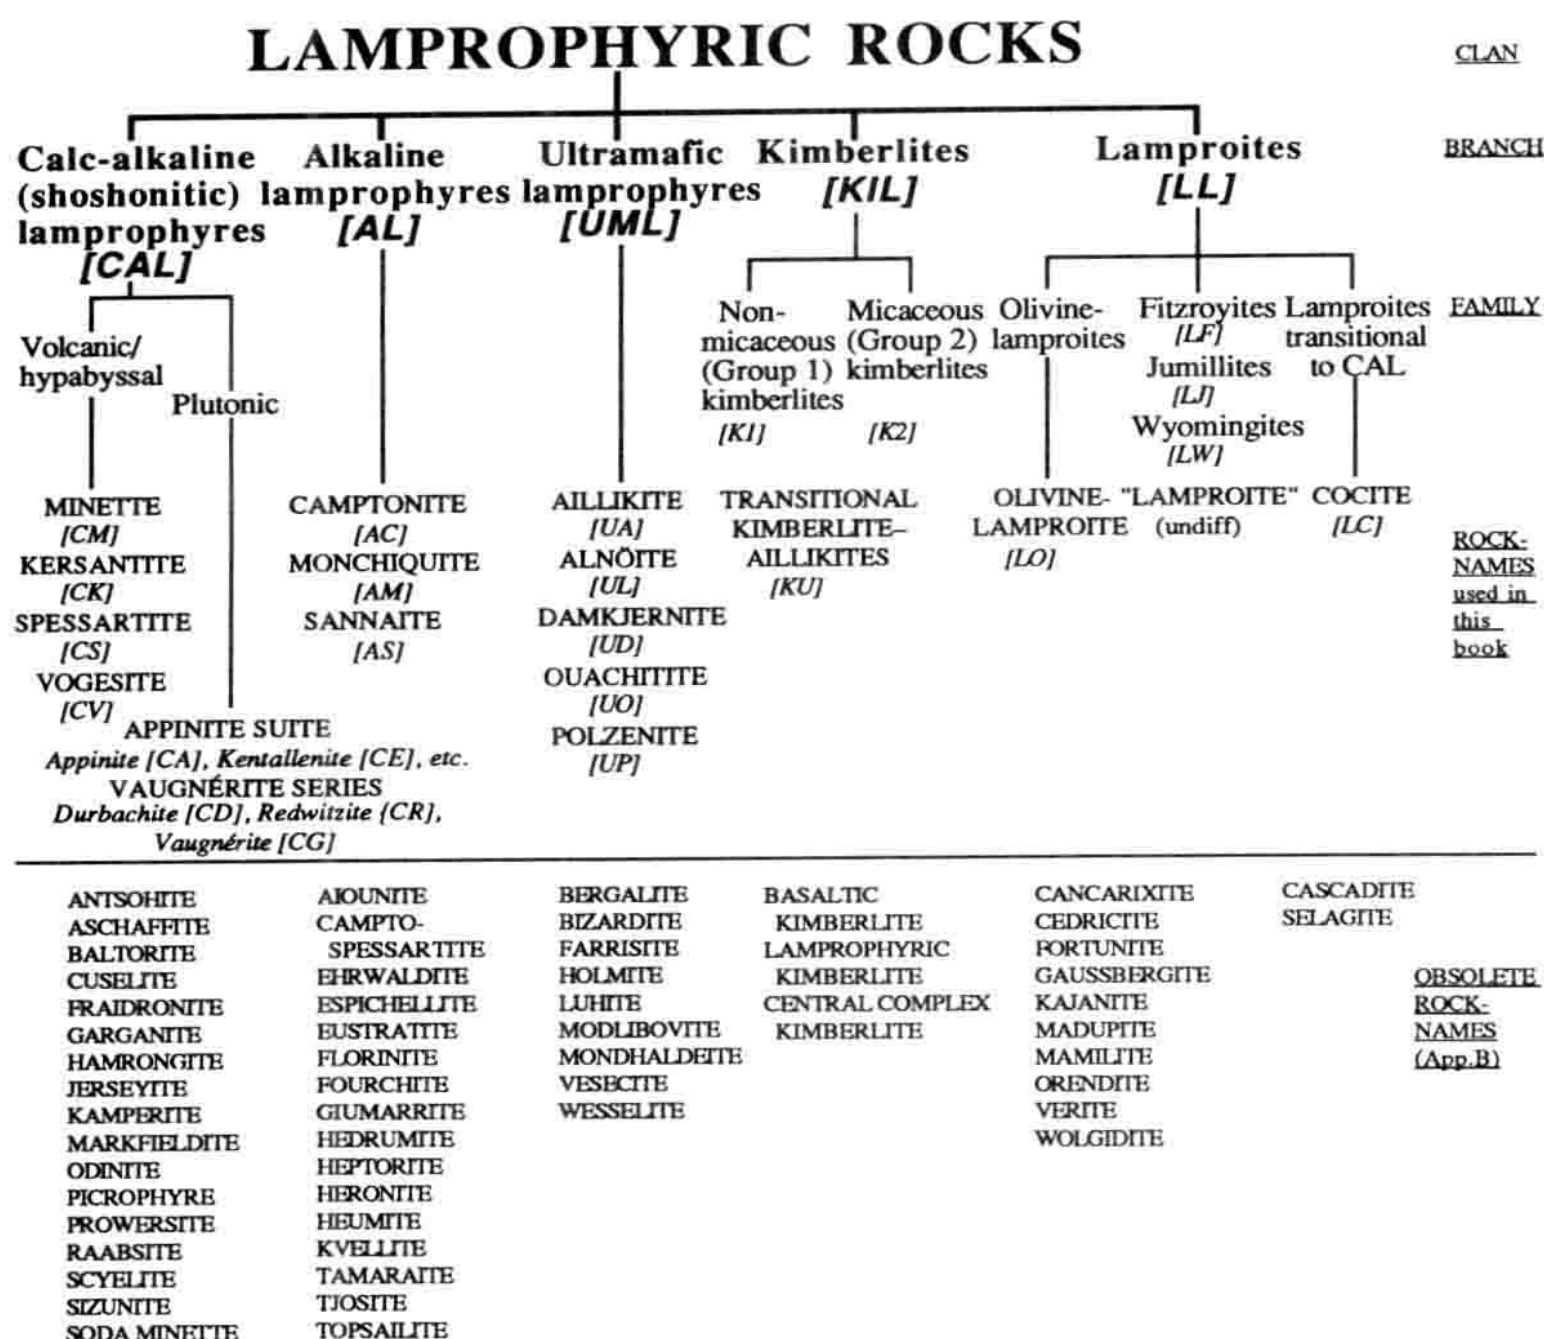 LAMPROPHYRIC ROCKS
CLAN
Calc-alkaline
(shoshonitic)
lamprophyres
[CAL]
Alkaline
lamprophyres
[AL]
Ultramafic
lamprophyres
[UML]
Kimberlites
[KIL]
Lamproites
[LL]
BRANCH
Volcanic/
hypabyssal
Plutonic
Non-
micaceous
(Group 1)
kimberlites
[K1]
Micaceous
(Group 2)
kimberlites
[K2]
Olivine-
lamproites
Fitzroyites
[LF]
Jumillites
[LJ]
Wyomingites
[LW]
Lamproites
transitional
to CAL
FAMILY
MINETTE
[CM]
KERSANTITE
[CK]
SPESSARTITE
[CS]
VOGESITE
[CV]
APPINITE SUITE
Appinite [CA], Kentallenite [CE], etc.
VAUGNÉRITE SERIES
Durbachite [CD], Redwitzite {CR],
Vaugnérite [CG]
CAMPTONITE
[AC]
MONCHIQUITE
[AM]
SANNAITE
[AS]
AILLIKITE
[UA]
ALNÖITE
[UL]
DAMKJERNITE
[UD]
OUACHITITE
[UO]
POLZENITE
[UP]
TRANSITIONAL
KIMBERLITE–
AILLIKITES
[KU]
OLIVINE-
LAMPROITE
[LO]
"LAMPROITE"
(undiff)
COCITE
[LC]
ROCK-
NAMES
used in
this
book
ANTSOHITE
ASCHAFFITE
BALTORITE
CUSELITE
FRAIDRONITE
GARGANITE
HAMRONGITE
JERSEYITE
KAMPERITE
MARKFIELDITE
ODINITE
PICROPHYRE
PROWERSITE
RAABSITE
SCYELITE
SIZUNITE
SODA MINETTE
AIOUNITE
CAMPTO-
SPESSARTITE
EHRWALDITE
ESPICHELLITE
EUSTRATITE
FLORINITE
FOURCHITE
GIUMARRITE
HEDRUMITE
HEPTORITE
HERONITE
HEUMITE
KVELLITE
TAMARAITE
TJOSITE
TOPSAILITE
BERGALITE
BIZARDITE
FARRISITE
HOLMITE
LUHITE
MODLIBOVITE
MONDHALDEITE
VESECITE
WESSELITE
BASALTIC
KIMBERLITE
LAMPROPHYRIC
KIMBERLITE
CENTRAL COMPLEX
KIMBERLITE
CANCARIXITE
CEDRICITE
FORTUNITE
GAUSSBERGITE
KAJANITE
MADUPITE
MAMILITE
ORENDITE
VERITE
WOLGIDITE
CASCADITE
SELAGITE
OBSOLETE
ROCK-
NAMES
(App.B)